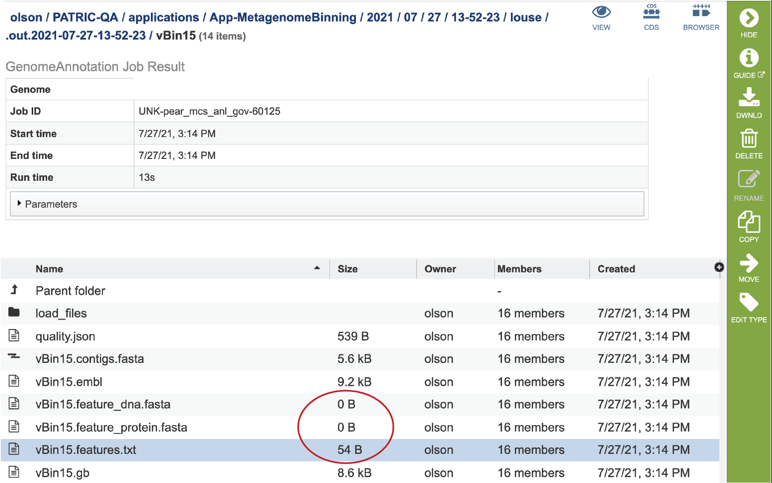 olson / PATRIC-QA / applications / App-MetagenomeBinning / 2021 / 07 / 27 / 13-52-23 / louse /
.out.2021-07-27-13-52-23 / vBin15 (14 items)
VIEW
CDS
CDS
BROWSER
HIDE
GUIDE
DWNLD
DELETE
RENAME
COPY
MOVE
EDIT TYPE
GenomeAnnotation Job Result
Genome
Job ID UNK-pear_mcs_anl_gov-60125
Start time 7/27/21, 3:14 PM
End time 7/27/21, 3:14 PM
Run time 13s
Parameters
Name Size Owner Members Created
Parent folder -
load_files olson 16 members 7/27/21, 3:14 PM
quality.json 539 B olson 16 members 7/27/21, 3:14 PM
vBin15.contigs.fasta 5.6 kB olson 16 members 7/27/21, 3:14 PM
vBin15.embl 9.2 kB olson 16 members 7/27/21, 3:14 PM
vBin15.feature_dna.fasta 0 B olson 16 members 7/27/21, 3:14 PM
vBin15.feature_protein.fasta 0 B olson 16 members 7/27/21, 3:14 PM
vBin15.features.txt 54 B olson 16 members 7/27/21, 3:14 PM
vBin15.gb 8.6 kB olson 16 members 7/27/21, 3:14 PM